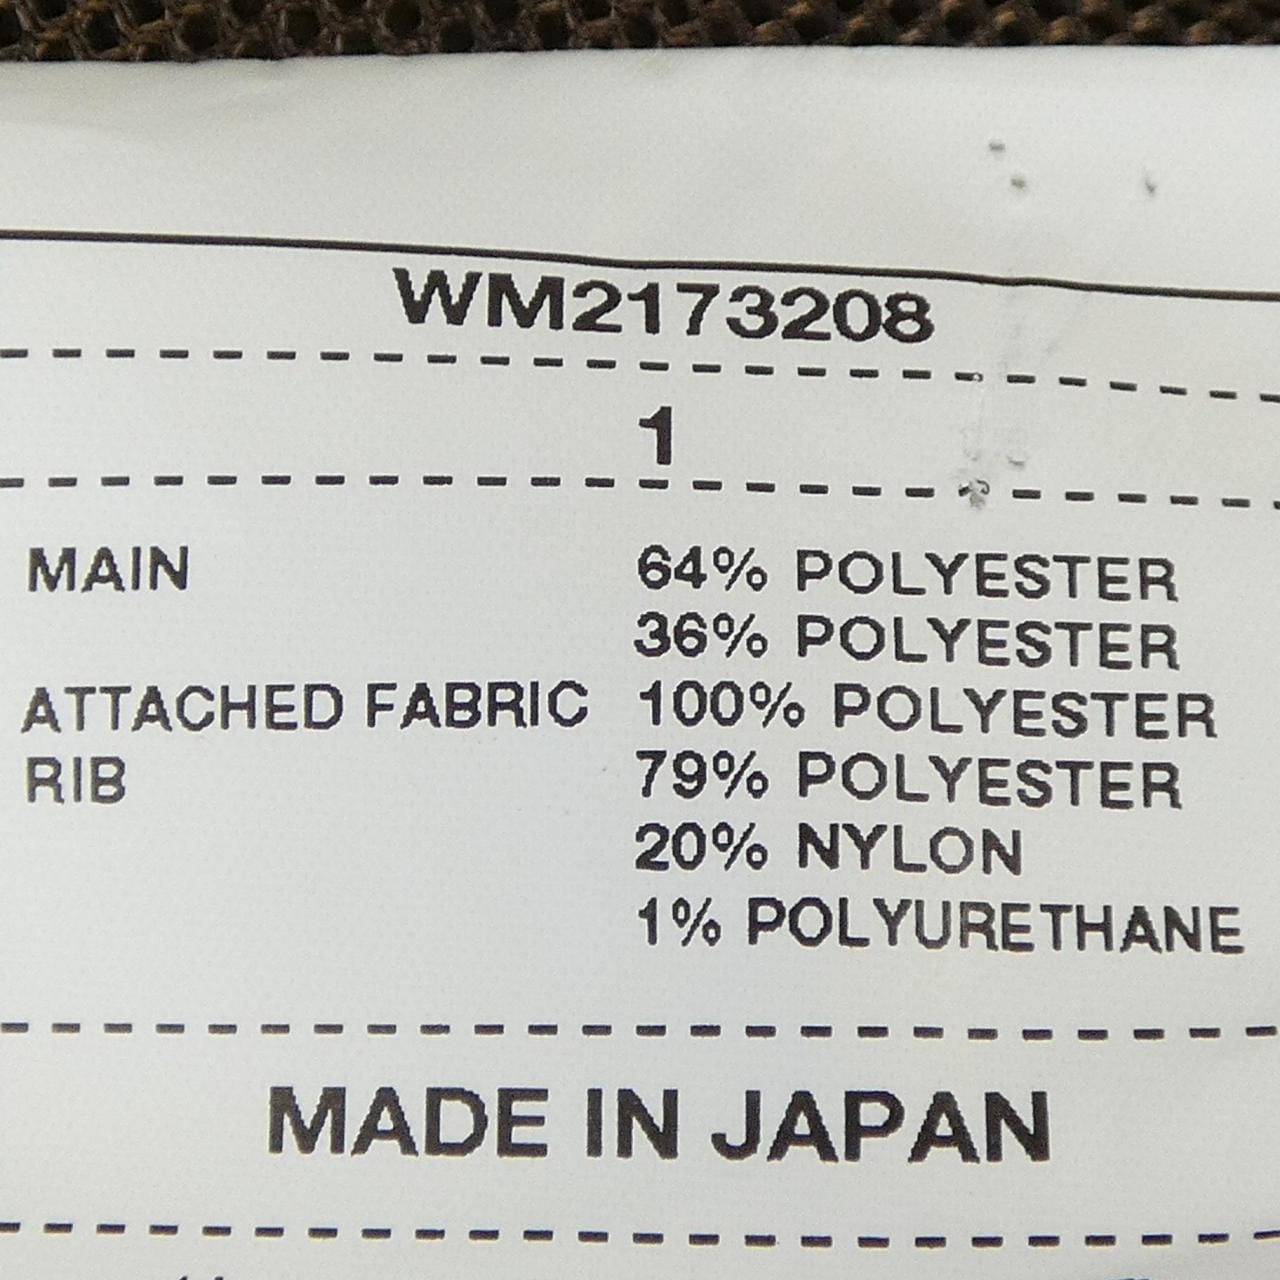 WM2173208
1
MAIN 64% POLYESTER
36% POLYESTER
ATTACHED FABRIC 100% POLYESTER
RIB 79% POLYESTER
20% NYLON
1% POLYURETHANE
MADE IN JAPAN